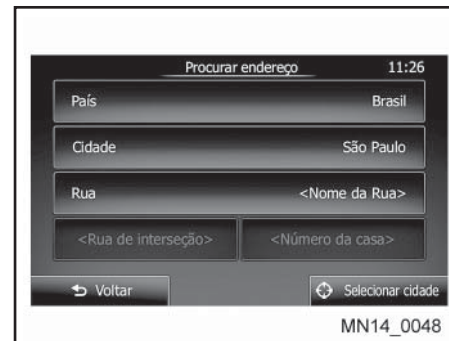 Procurar endereço 11:26
País Brasil
Cidade São Paulo
Rua <Nome da Rua>
<Rua de interseção> <Número da casa>
Voltar Selecionar cidade
MN14_0048